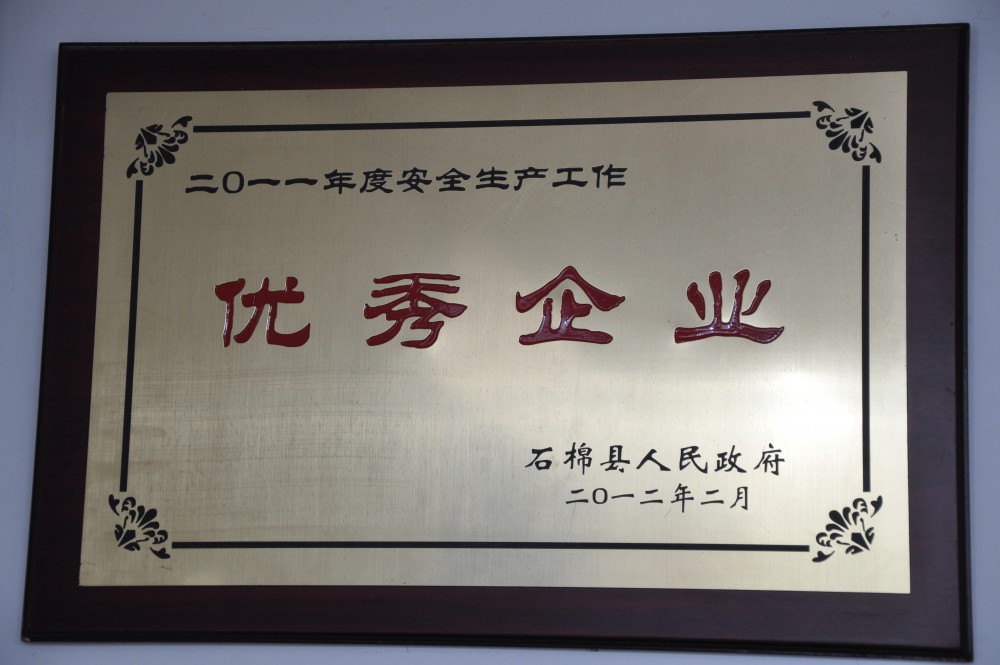 二〇一一年度安全生产工作
优秀企业
石棉县人民政府
二〇一二年二月